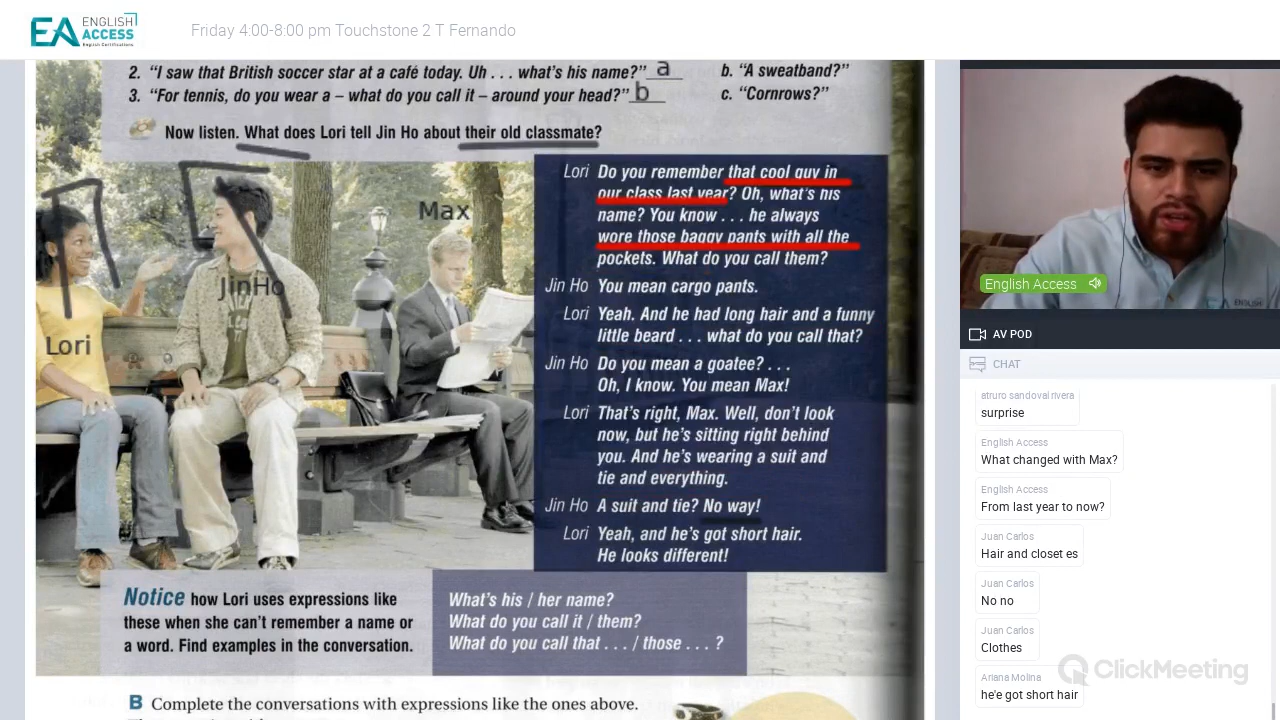 EA ENGLISH ACCESS
English Certifications
Friday 4:00-8:00 pm Touchstone 2 T Fernando
2. “I saw that British soccer star at a café today. Uh . . . what’s his name?” a
b. “A sweatband?”
3. “For tennis, do you wear a – what do you call it – around your head?” b
c. “Cornrows?”
Now listen. What does Lori tell Jin Ho about their old classmate?
Lori
JinHo
Max
Lori Do you remember that cool guy in
our class last year? Oh, what’s his
name? You know . . . he always
wore those baggy pants with all the
pockets. What do you call them?
Jin Ho You mean cargo pants.
Lori Yeah. And he had long hair and a funny
little beard . . . what do you call that?
Jin Ho Do you mean a goatee? . . .
Oh, I know. You mean Max!
Lori That’s right, Max. Well, don’t look
now, but he’s sitting right behind
you. And he’s wearing a suit and
tie and everything.
Jin Ho A suit and tie? No way!
Lori Yeah, and he’s got short hair.
He looks different!
Notice how Lori uses expressions like
these when she can’t remember a name or
a word. Find examples in the conversation.
What’s his / her name?
What do you call it / them?
What do you call that . . . / those . . . ?
B Complete the conversations with expressions like the ones above.
English Access
AV POD
CHAT
atruro sandoval rivera
surprise
English Access
What changed with Max?
English Access
From last year to now?
Juan Carlos
Hair and closet es
Juan Carlos
No no
Juan Carlos
Clothes
Ariana Molina
he'e got short hair
ClickMeeting